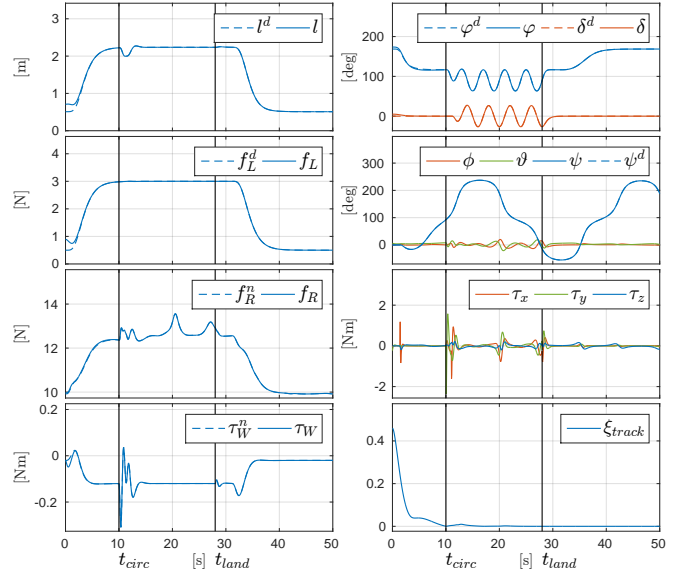 3
2
1
0
[m]
l^d l
200
100
0
[deg]
φ^d φ δ^d δ
4
3
2
1
0
[N]
f_L^d f_L
300
200
100
0
[deg]
ϕ ϑ ψ ψ^d
14
12
10
[N]
f_R^n f_R
2
0
-2
[Nm]
τ_x τ_y τ_z
0.2
0
-0.2
[Nm]
τ_W^n τ_W
0.4
0.2
0
ξ_track
0 10 20 30 40 50
t_circ [s] t_land
0 10 20 30 40 50
t_circ [s] t_land